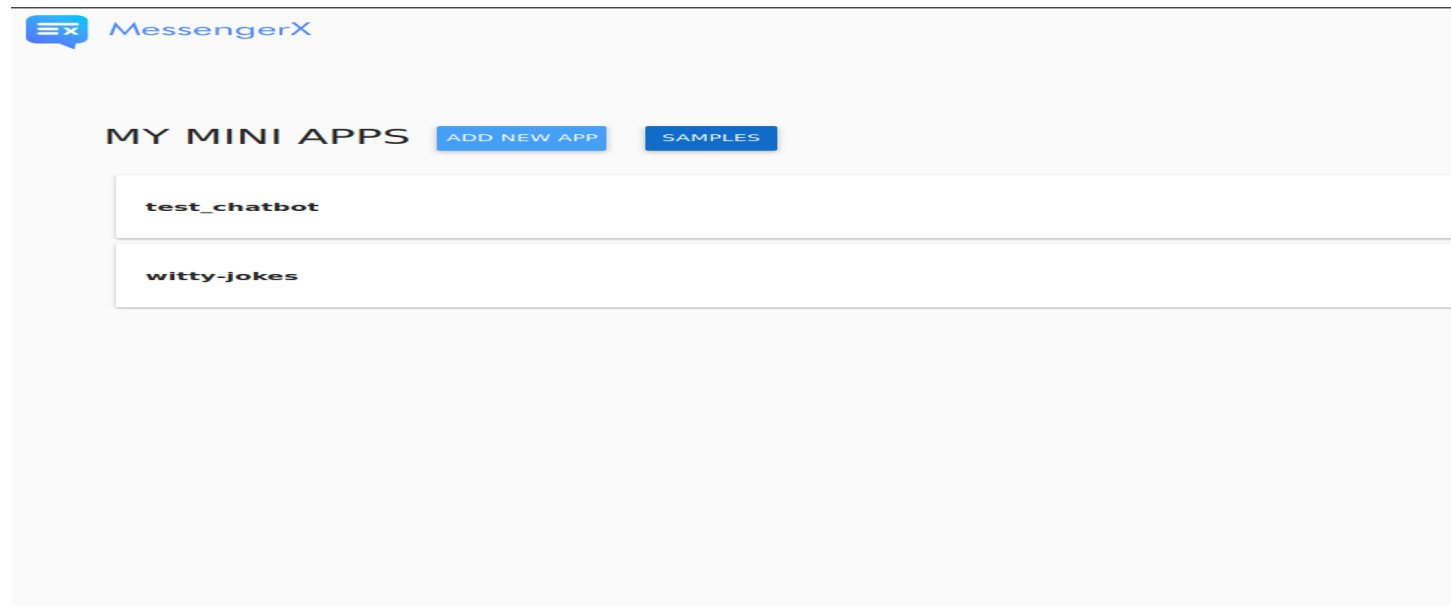 MessengerX
MY MINI APPS ADD NEW APP SAMPLES
test_chatbot
witty-jokes